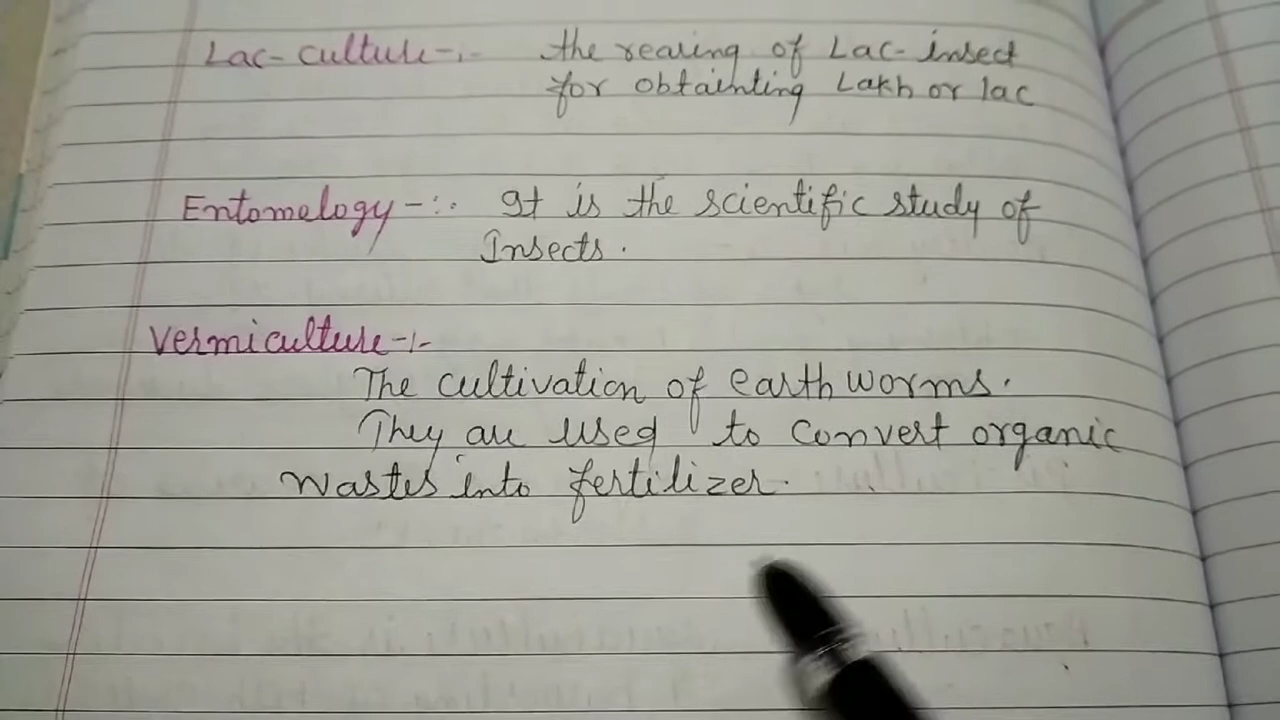 Lac-culture-:- the rearing of Lac-insect
for obtainting Lakh or lac
Entomology-:- It is the scientific study of
Insects.
Vermiculture-:-
The cultivation of earthworms.
They are used to convert organic
wastes into fertilizer.